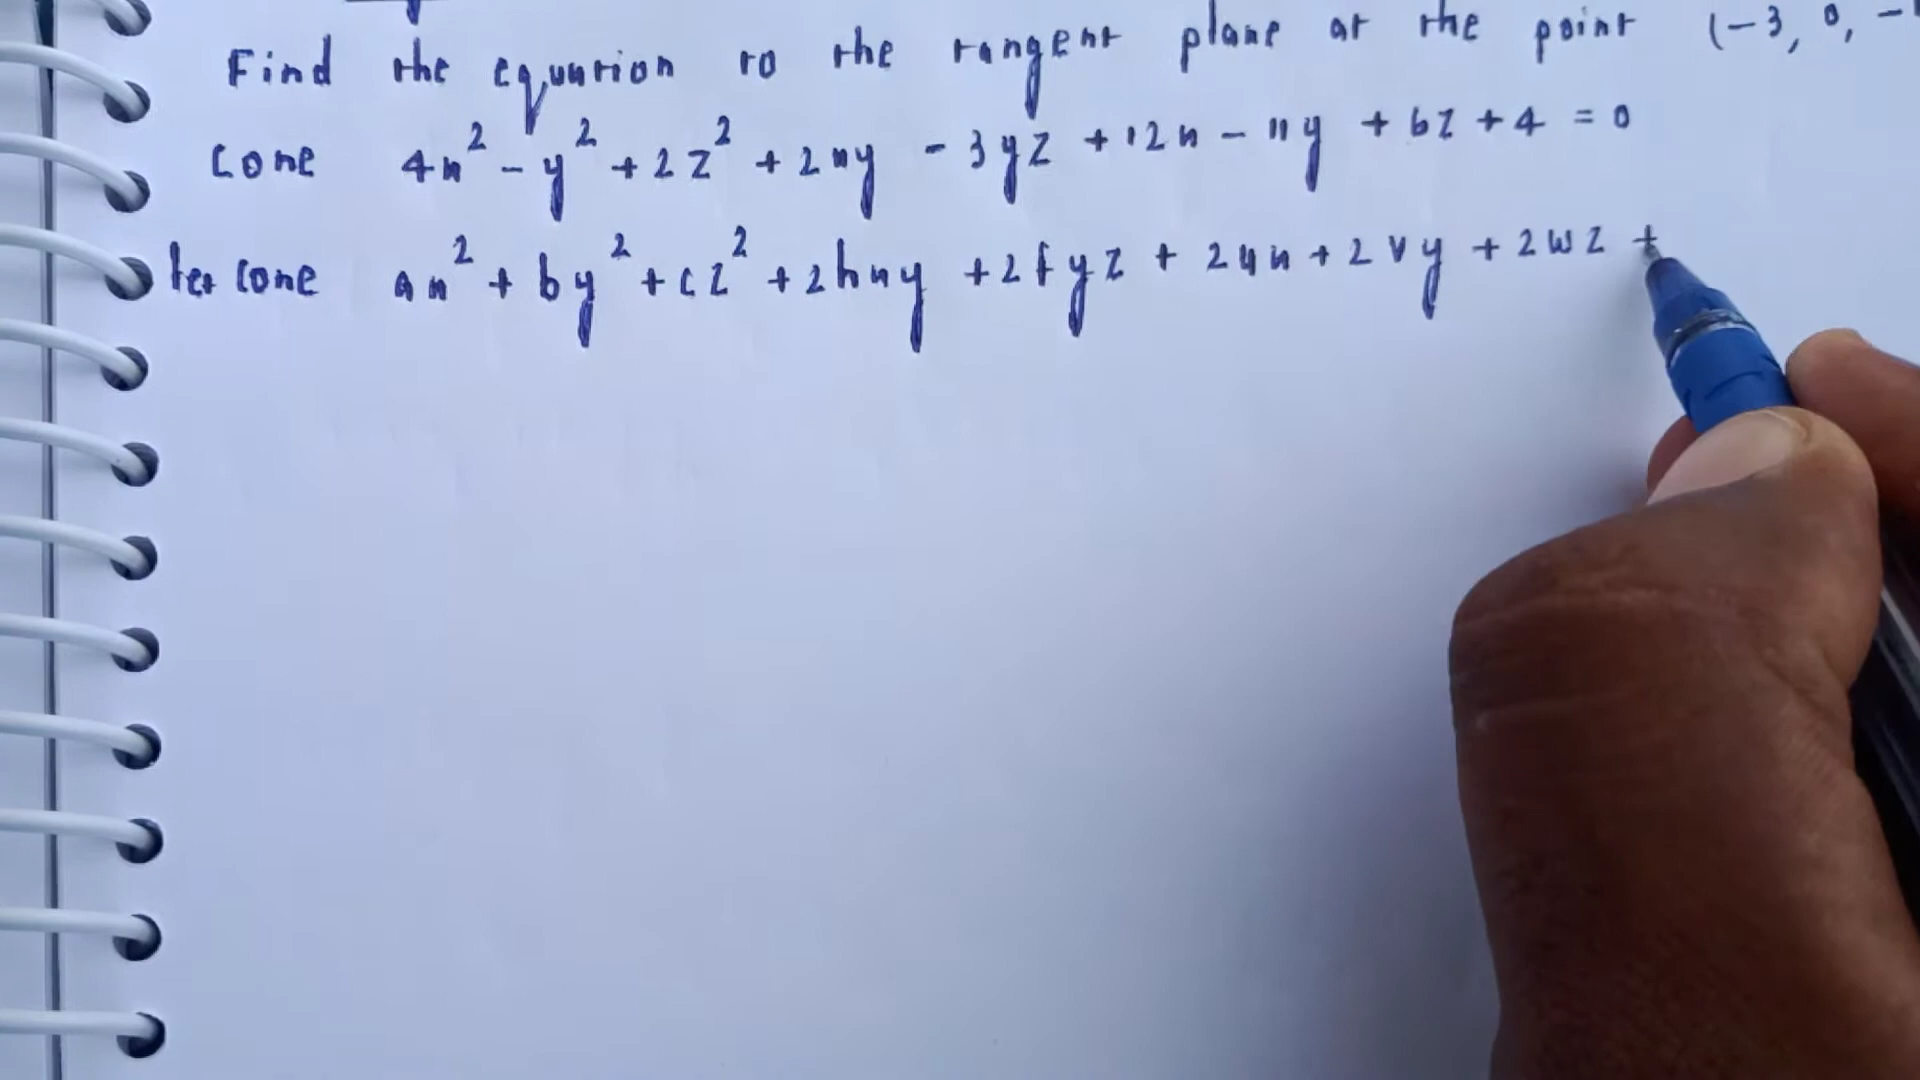 Find the equation to the tangent plane at the point (-3, 0, -
cone 4x² - y² + 2z² + 2xy - 3yz + 12x - 11y + 6z + 4 = 0
let cone ax² + by² + cz² + 2hxy + 2fyz + 2ux + 2vy + 2wz +